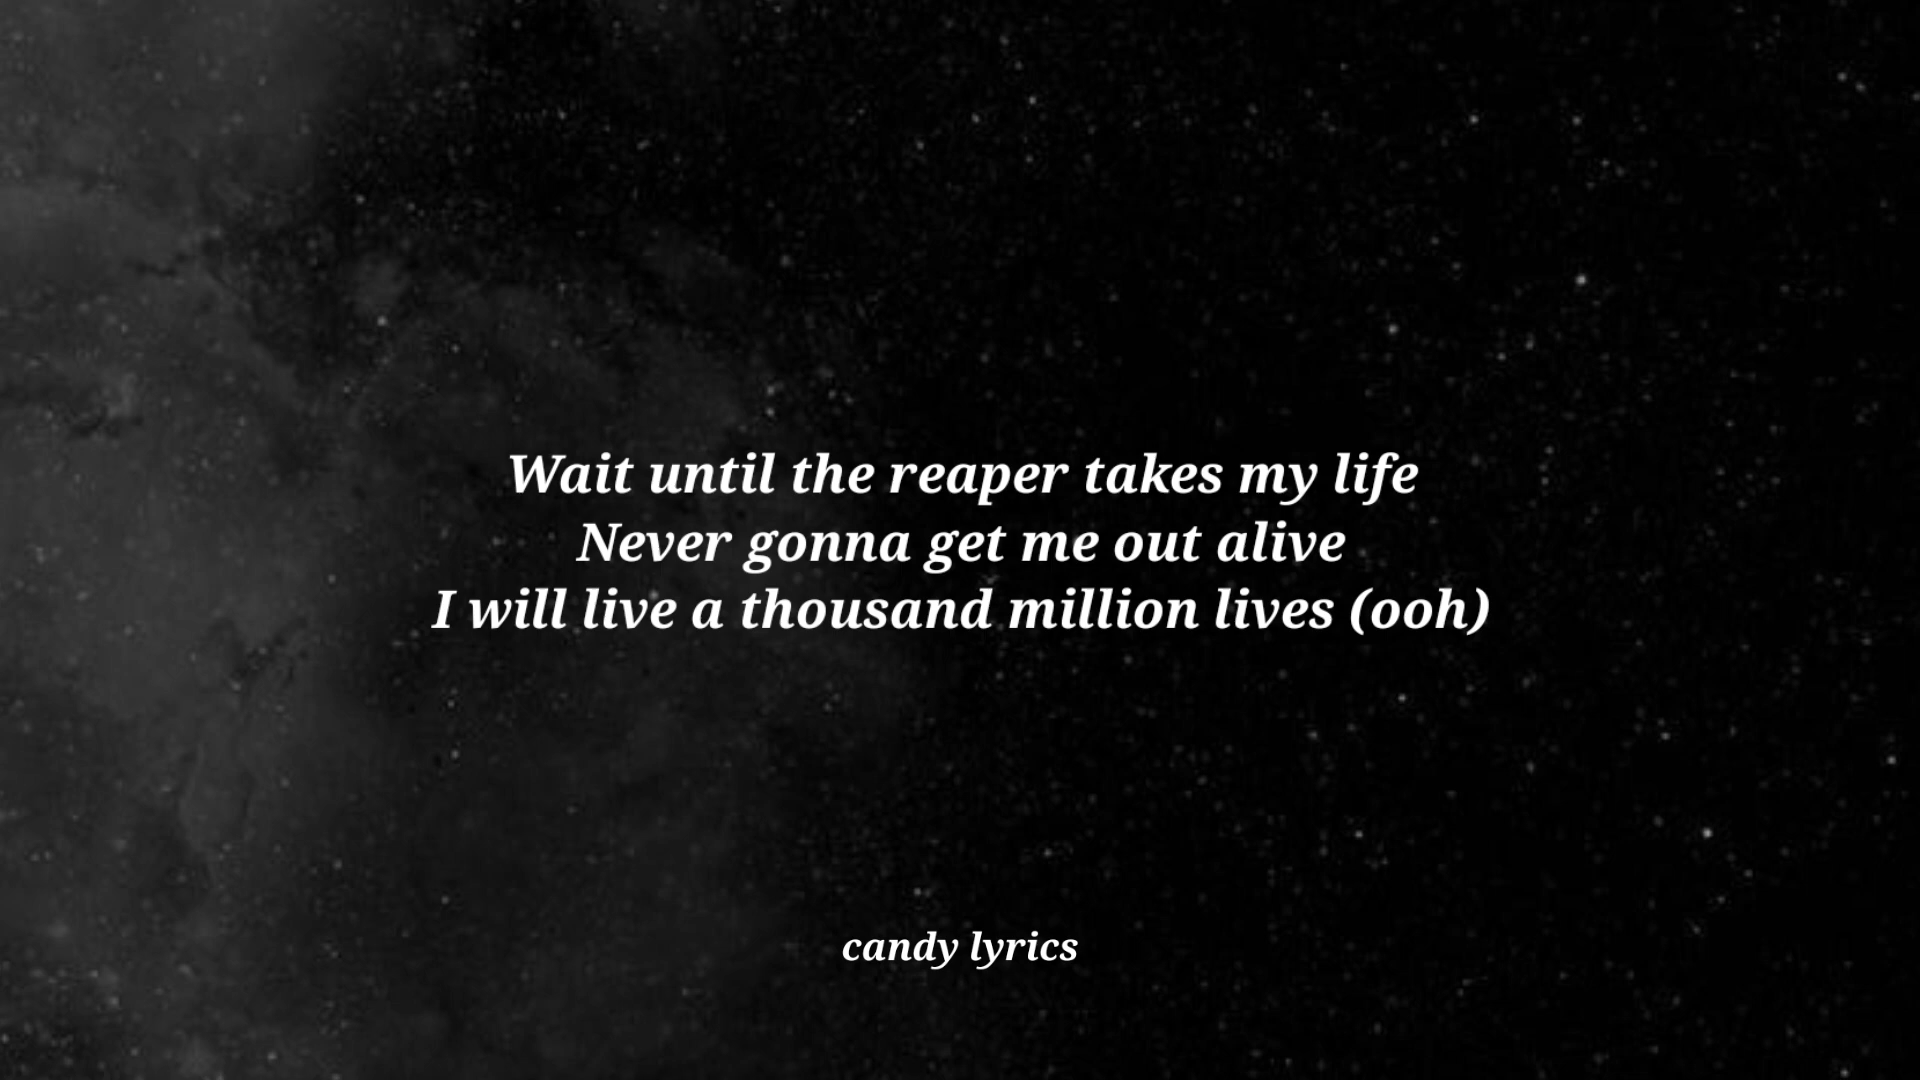 Wait until the reaper takes my life
Never gonna get me out alive
I will live a thousand million lives (ooh)
candy lyrics